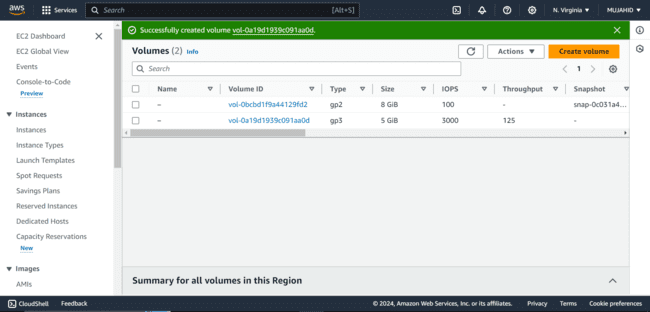 aws Services Search [Alt+S] N. Virginia MUJAHID
EC2 Dashboard
EC2 Global View
Events
Console-to-Code
Preview
Instances
Instances
Instance Types
Launch Templates
Spot Requests
Savings Plans
Reserved Instances
Dedicated Hosts
Capacity Reservations
New
Images
AMIs
Successfully created volume vol-0a19d1939c091aa0d.
Volumes (2) Info Actions Create volume
Search 1
Name Volume ID Type Size IOPS Throughput Snapshot
– vol-0bcbd1f9a44129fd2 gp2 8 GiB 100 - snap-0c031a4...
– vol-0a19d1939c091aa0d gp3 5 GiB 3000 125 -
Summary for all volumes in this Region
CloudShell Feedback © 2024, Amazon Web Services, Inc. or its affiliates. Privacy Terms Cookie preferences